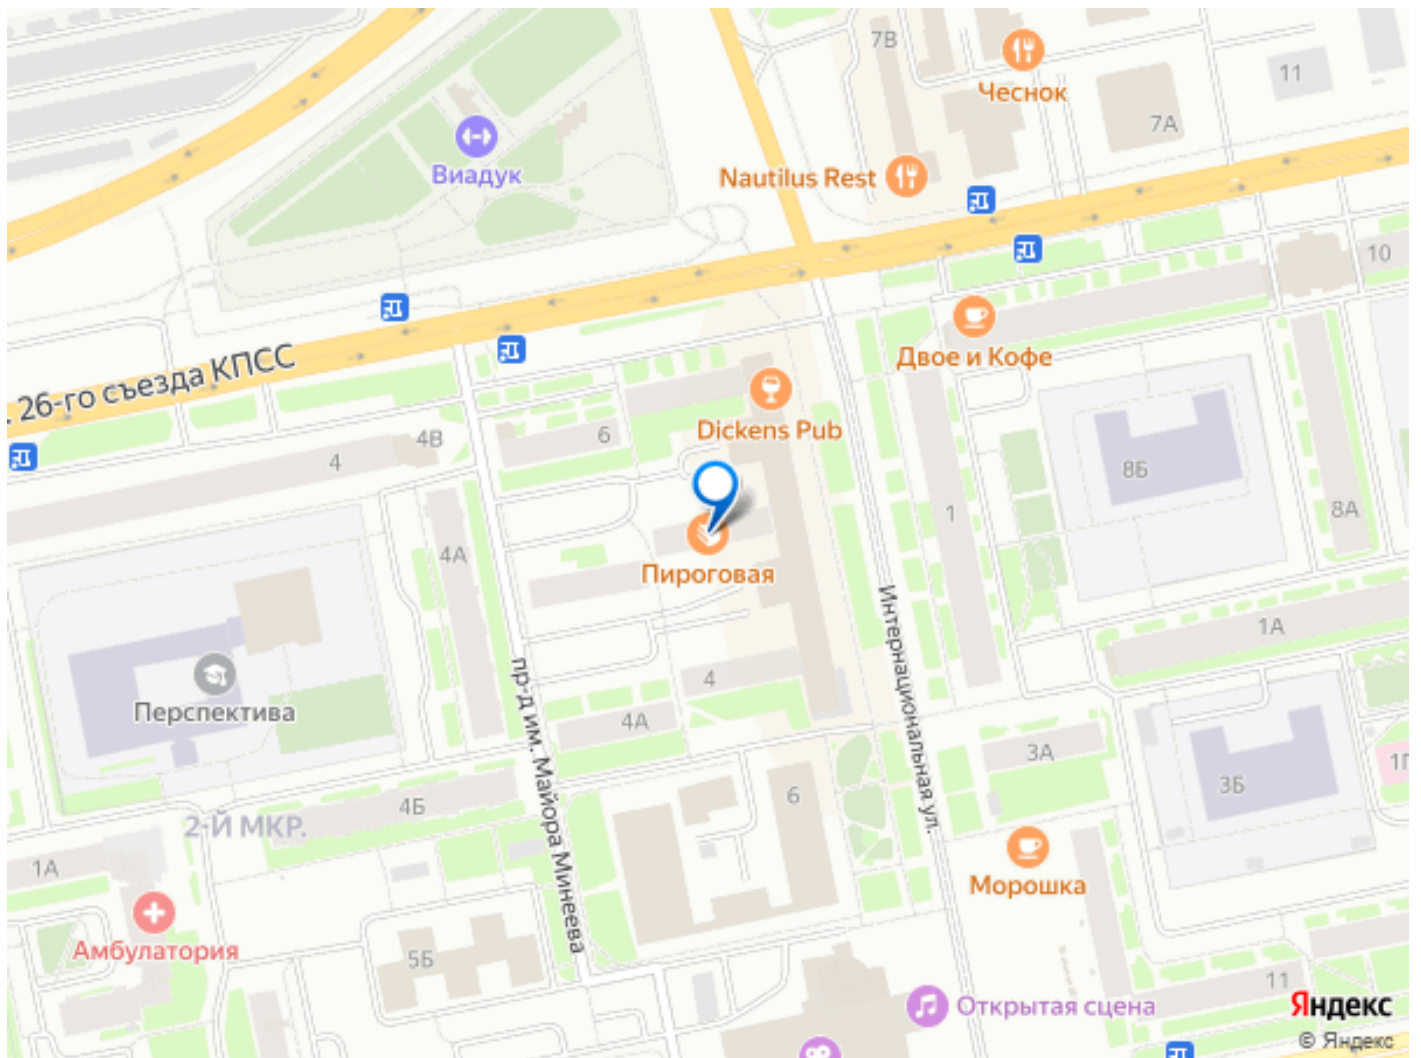 7В
Чеснок
11
7А
Виадук
Nautilus Rest
10
Двое и Кофе
26-го съезда КПСС
Dickens Pub
6
4В
4
8Б
8А
1
4А
Пироговая
Интернациональная ул.
1А
Перспектива
пр-д им. Майора Минеева
4
4А
3А
3Б
4Б
6
2-Й МКР.
1А
Морошка
Амбулатория
5Б
11
Открытая сцена
Яндекс
© Яндекс